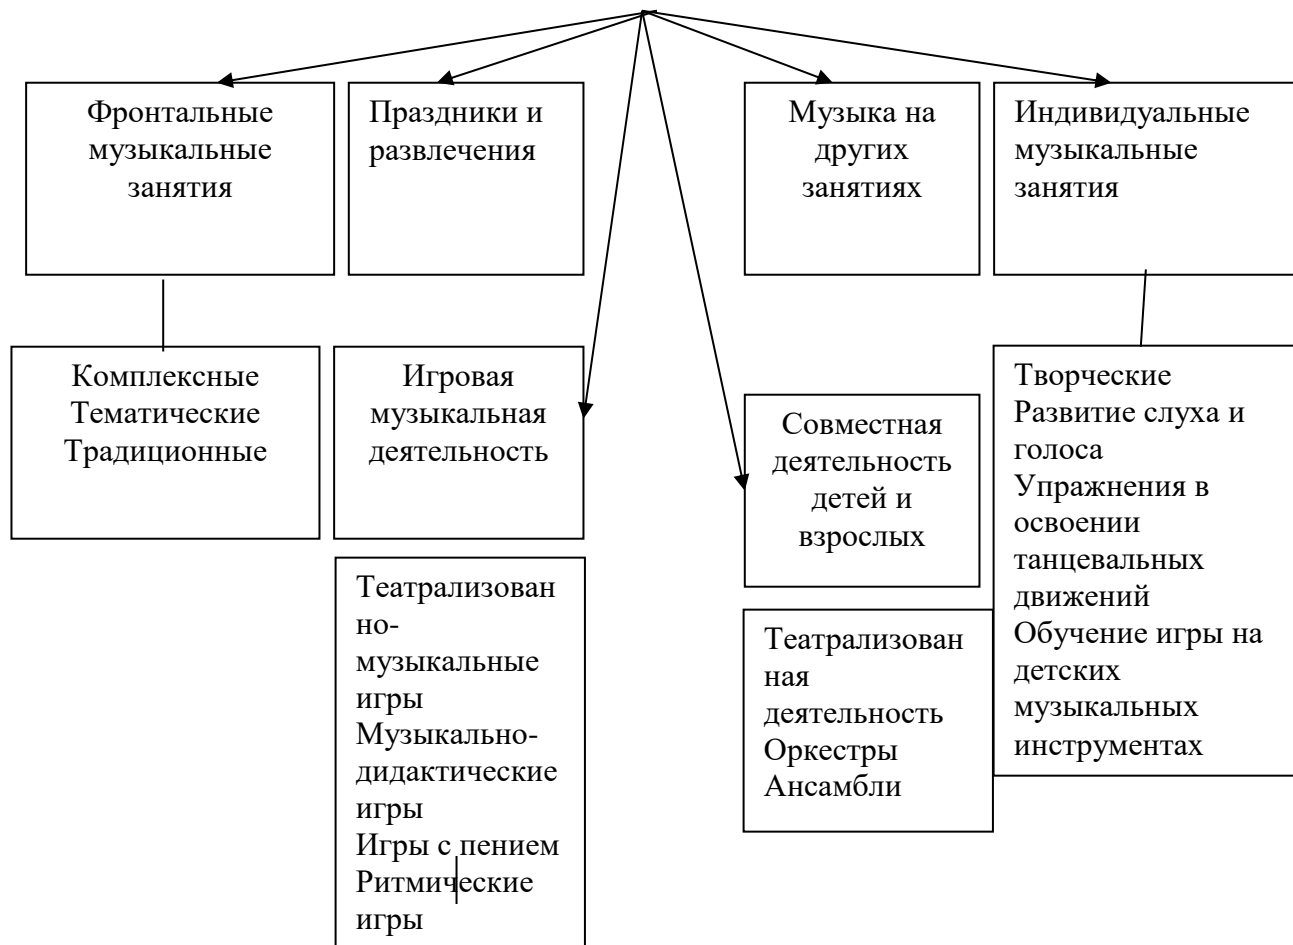 Фронтальные
музыкальные
занятия
Праздники и
развлечения
Музыка на
других
занятиях
Индивидуальные
музыкальные
занятия
Комплексные
Тематические
Традиционные
Игровая
музыкальная
деятельность
Совместная
деятельность
детей и
взрослых
Творческие
Развитие слуха и
голоса
Упражнения в
освоении
танцевальных
движений
Обучение игры на
детских
музыкальных
инструментах
Театрализован
но-
музыкальные
игры
Музыкально-
дидактические
игры
Игры с пением
Ритмические
игры
Театрализован
ная
деятельность
Оркестры
Ансамбли